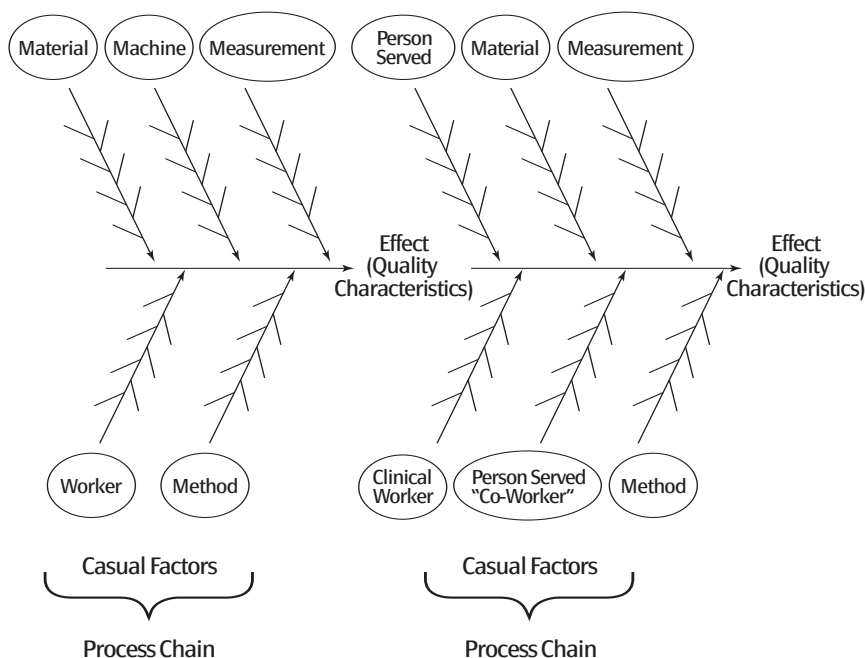 Material
Machine
Measurement
Person
Served
Material
Measurement
Effect
(Quality
Characteristics)
Effect
(Quality
Characteristics)
Worker
Method
Clinical
Worker
Person Served
“Co-Worker”
Method
Casual Factors
Casual Factors
Process Chain
Process Chain